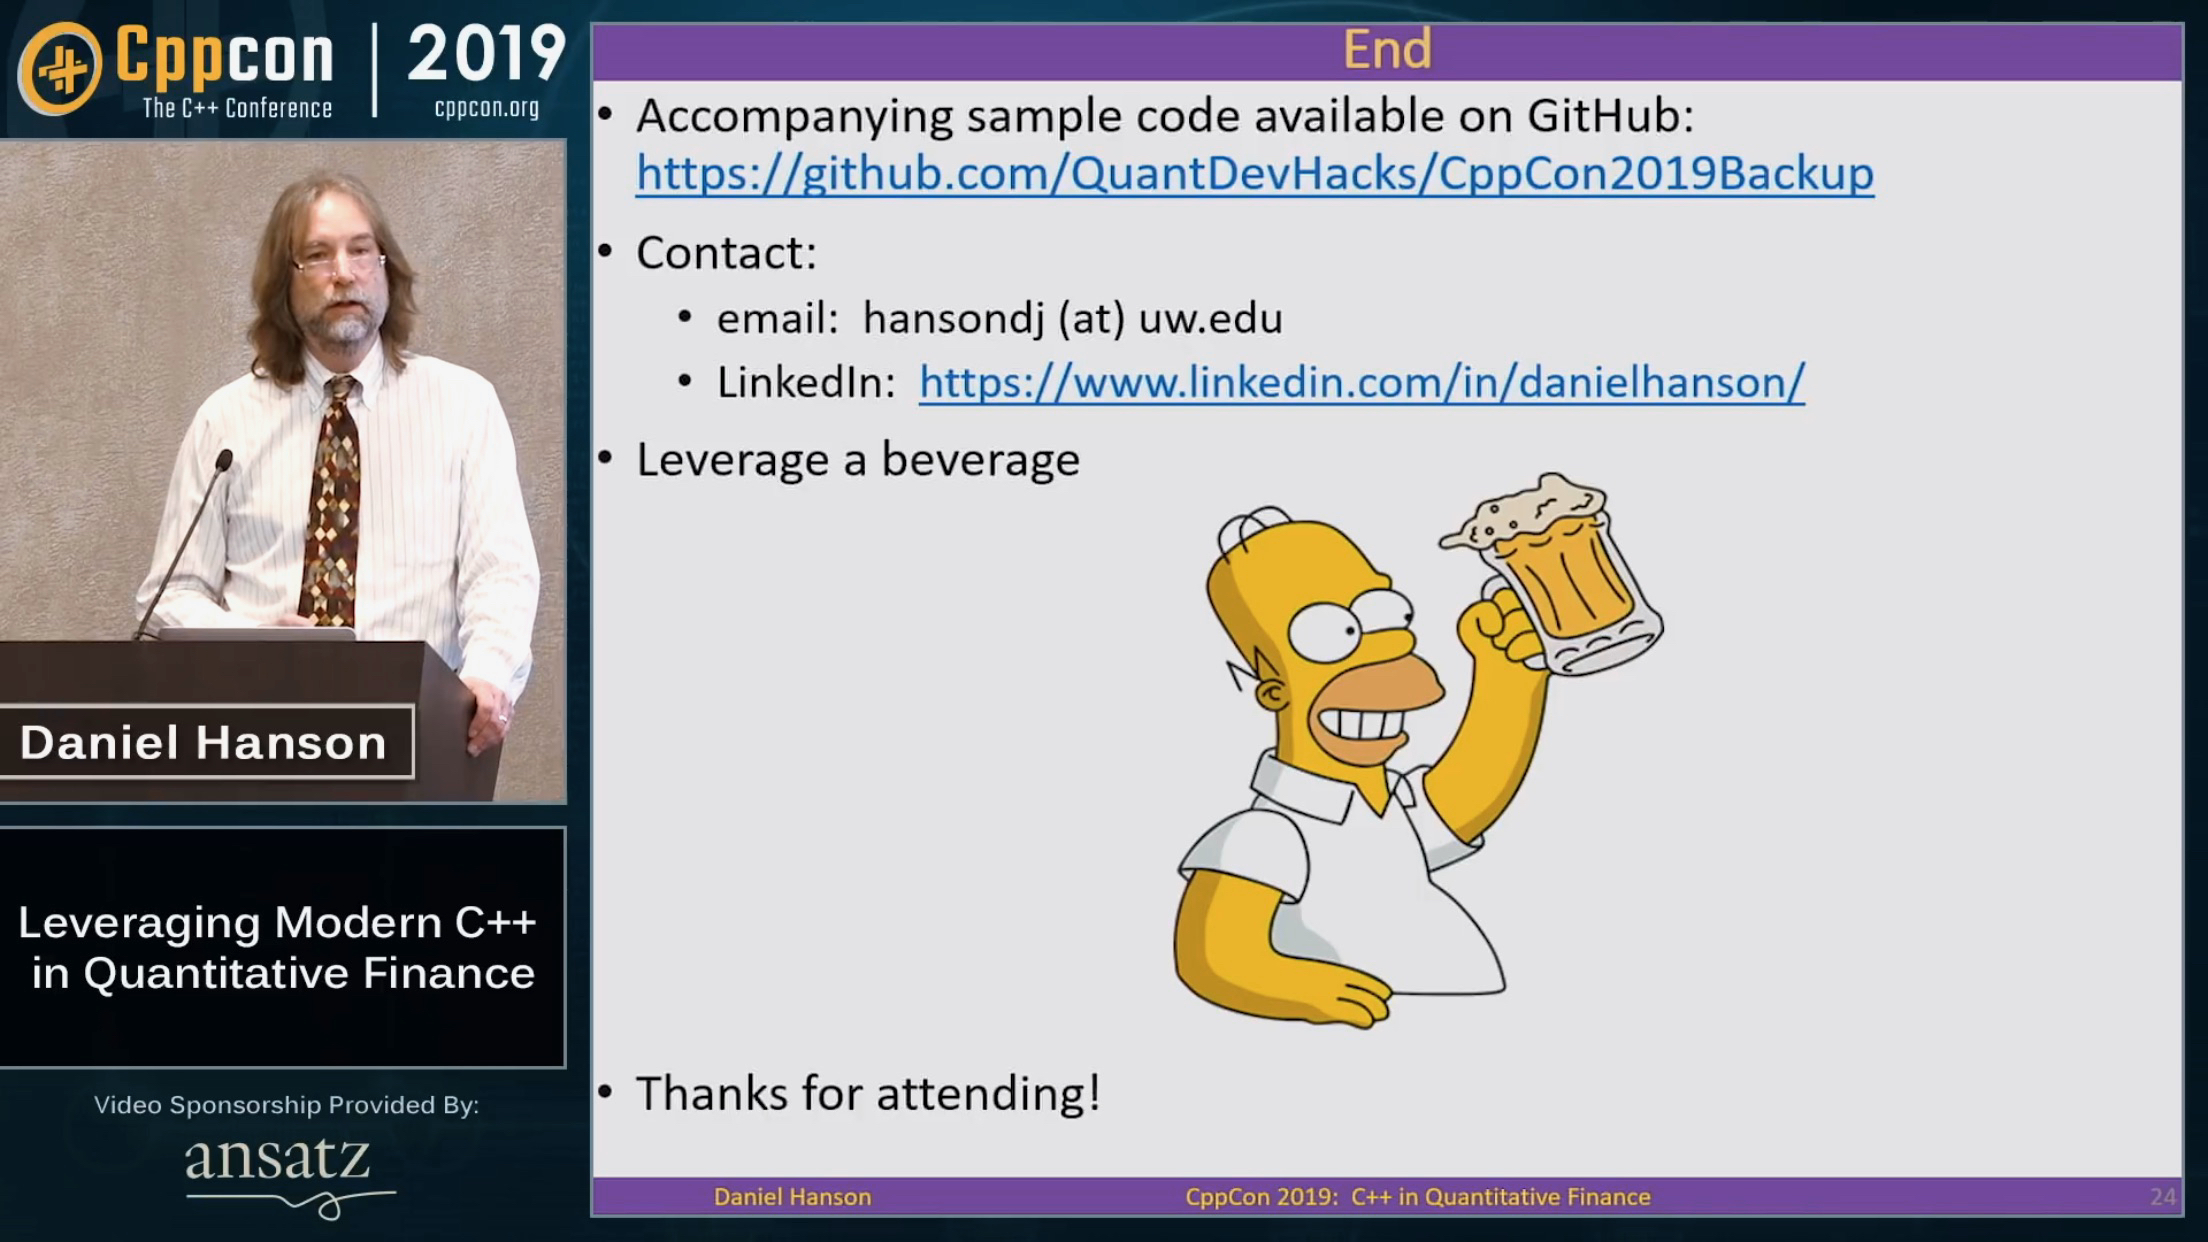 Cppcon
The C++ Conference
2019
cppcon.org
Daniel Hanson
Leveraging Modern C++
in Quantitative Finance
Video Sponsorship Provided By:
ansatz
End
• Accompanying sample code available on GitHub:
https://github.com/QuantDevHacks/CppCon2019Backup
• Contact:
• email: hansondj (at) uw.edu
• LinkedIn: https://www.linkedin.com/in/danielhanson/
• Leverage a beverage
• Thanks for attending!
Daniel Hanson
CppCon 2019: C++ in Quantitative Finance
24